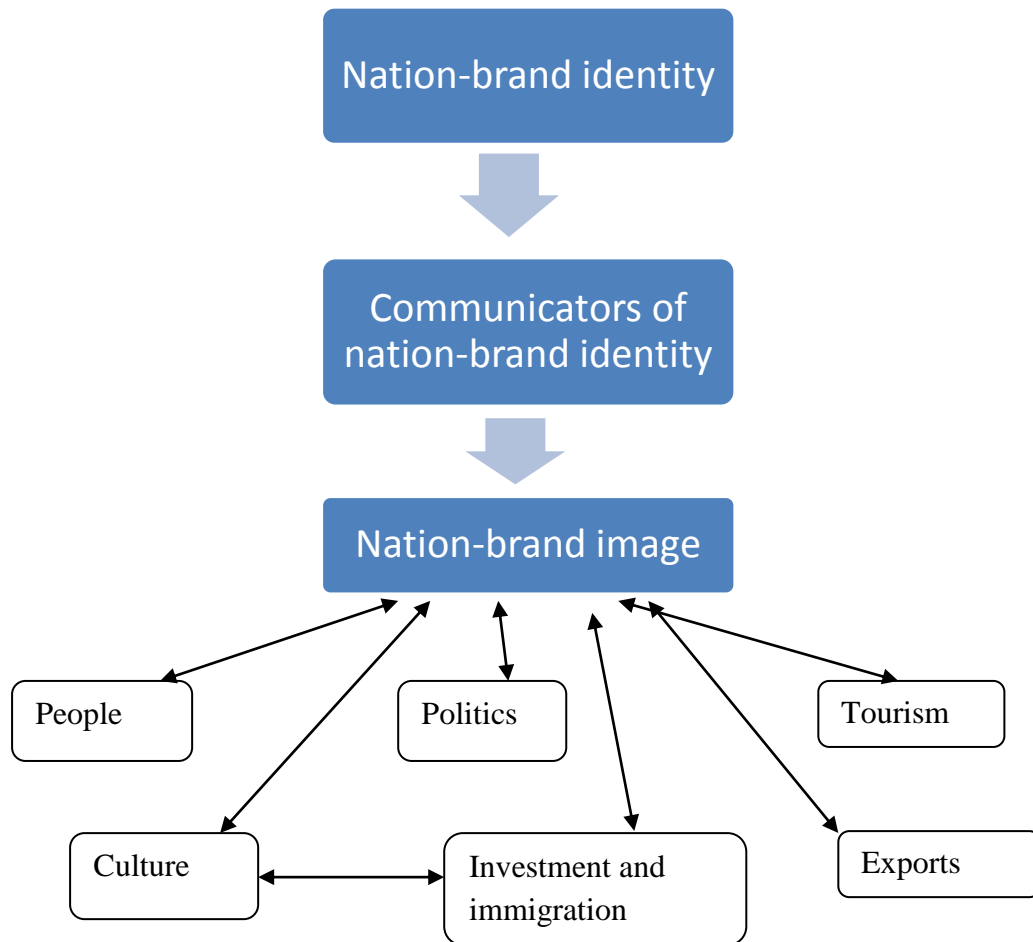 Nation-brand identity
Communicators of
nation-brand identity
Nation-brand image
People
Politics
Tourism
Culture
Investment and
immigration
Exports